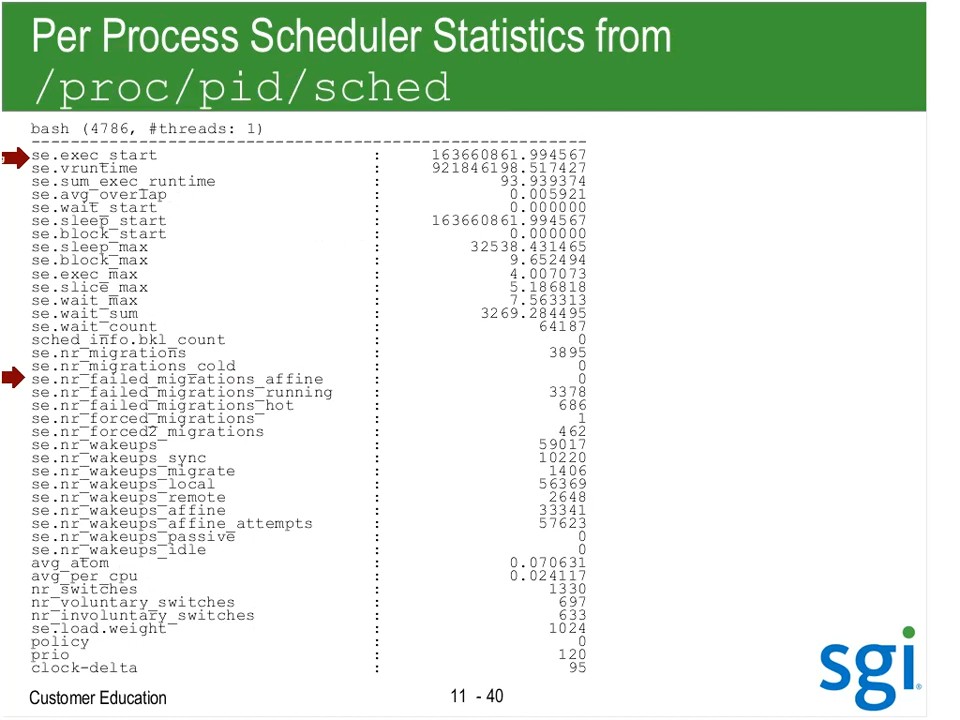 Per Process Scheduler Statistics from
/proc/pid/sched
bash (4786, #threads: 1)
---------------------------------------------------------
se.exec_start : 163660861.994567
se.vruntime : 921846198.517427
se.sum_exec_runtime : 93.939374
se.avg_overlap : 0.005921
se.wait_start : 0.000000
se.sleep_start : 163660861.994567
se.block_start : 0.000000
se.sleep_max : 32538.431465
se.block_max : 9.652494
se.exec_max : 4.007073
se.slice_max : 5.186818
se.wait_max : 7.563313
se.wait_sum : 3269.284495
se.wait_count : 64187
sched_info.bkl_count : 0
se.nr_migrations : 3895
se.nr_migrations_cold : 0
se.nr_failed_migrations_affine : 0
se.nr_failed_migrations_running : 3378
se.nr_failed_migrations_hot : 686
se.nr_forced_migrations : 1
se.nr_forced2_migrations : 462
se.nr_wakeups : 59017
se.nr_wakeups_sync : 10220
se.nr_wakeups_migrate : 1406
se.nr_wakeups_local : 56369
se.nr_wakeups_remote : 2648
se.nr_wakeups_affine : 33341
se.nr_wakeups_affine_attempts : 57623
se.nr_wakeups_passive : 0
se.nr_wakeups_idle : 0
avg_atom : 0.070631
avg_per_cpu : 0.024117
nr_switches : 1330
nr_voluntary_switches : 697
nr_involuntary_switches : 633
se.load.weight : 1024
policy : 0
prio : 120
clock-delta : 95
sgi®
Customer Education
11 - 40